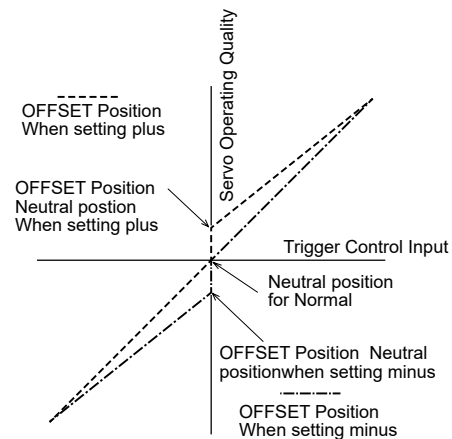 Servo Operating Quality
OFFSET Position
When setting plus
OFFSET Position
Neutral postion
When setting plus
Trigger Control Input
Neutral position
for Normal
OFFSET Position  Neutral
positionwhen setting minus
OFFSET Position
When setting minus